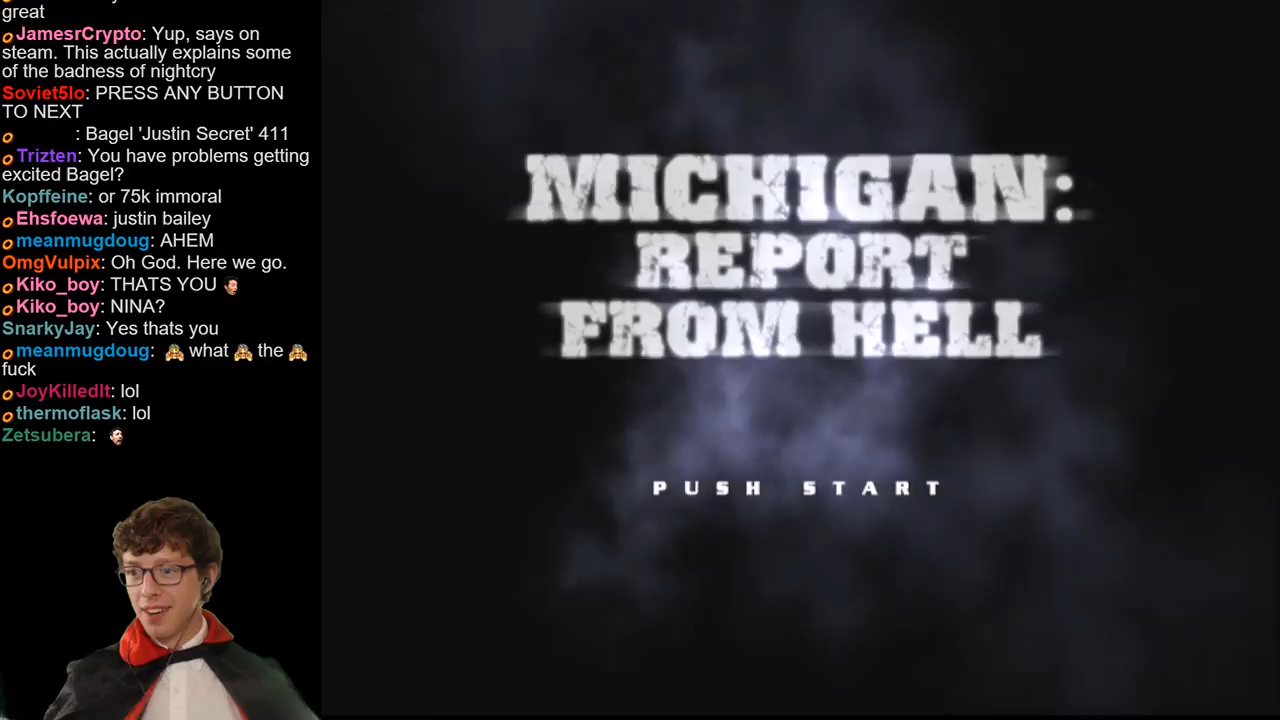 great
JamesrCrypto: Yup, says on
steam. This actually explains some
of the badness of nightcry
Soviet5lo: PRESS ANY BUTTON
TO NEXT
: Bagel 'Justin Secret' 411
Trizten: You have problems getting
excited Bagel?
Kopffeine: or 75k immoral
Ehsfoewa: justin bailey
meanmugdoug: AHEM
OmgVulpix: Oh God. Here we go.
Kiko_boy: THATS YOU
Kiko_boy: NINA?
SnarkyJay: Yes thats you
meanmugdoug: what the
fuck
JoyKilledIt: lol
thermoflask: lol
Zetsubera:
MICHIGAN:
REPORT
FROM HELL
PUSH START